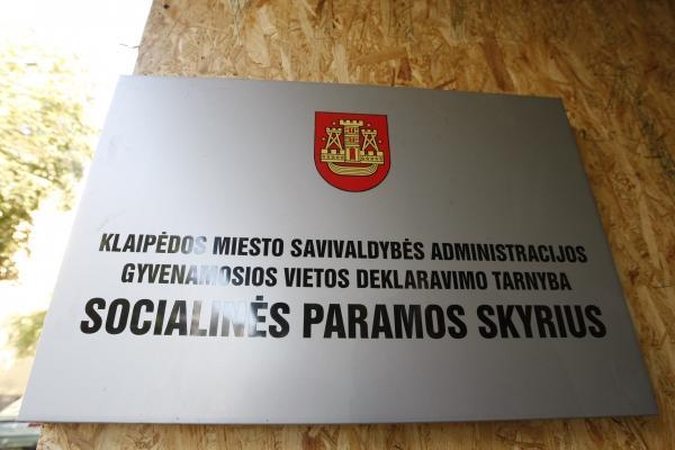 KLAIPĖDOS MIESTO SAVIVALDYBĖS ADMINISTRACIJOS
GYVENAMOSIOS VIETOS DEKLARAVIMO TARNYBA
SOCIALINĖS PARAMOS SKYRIUS